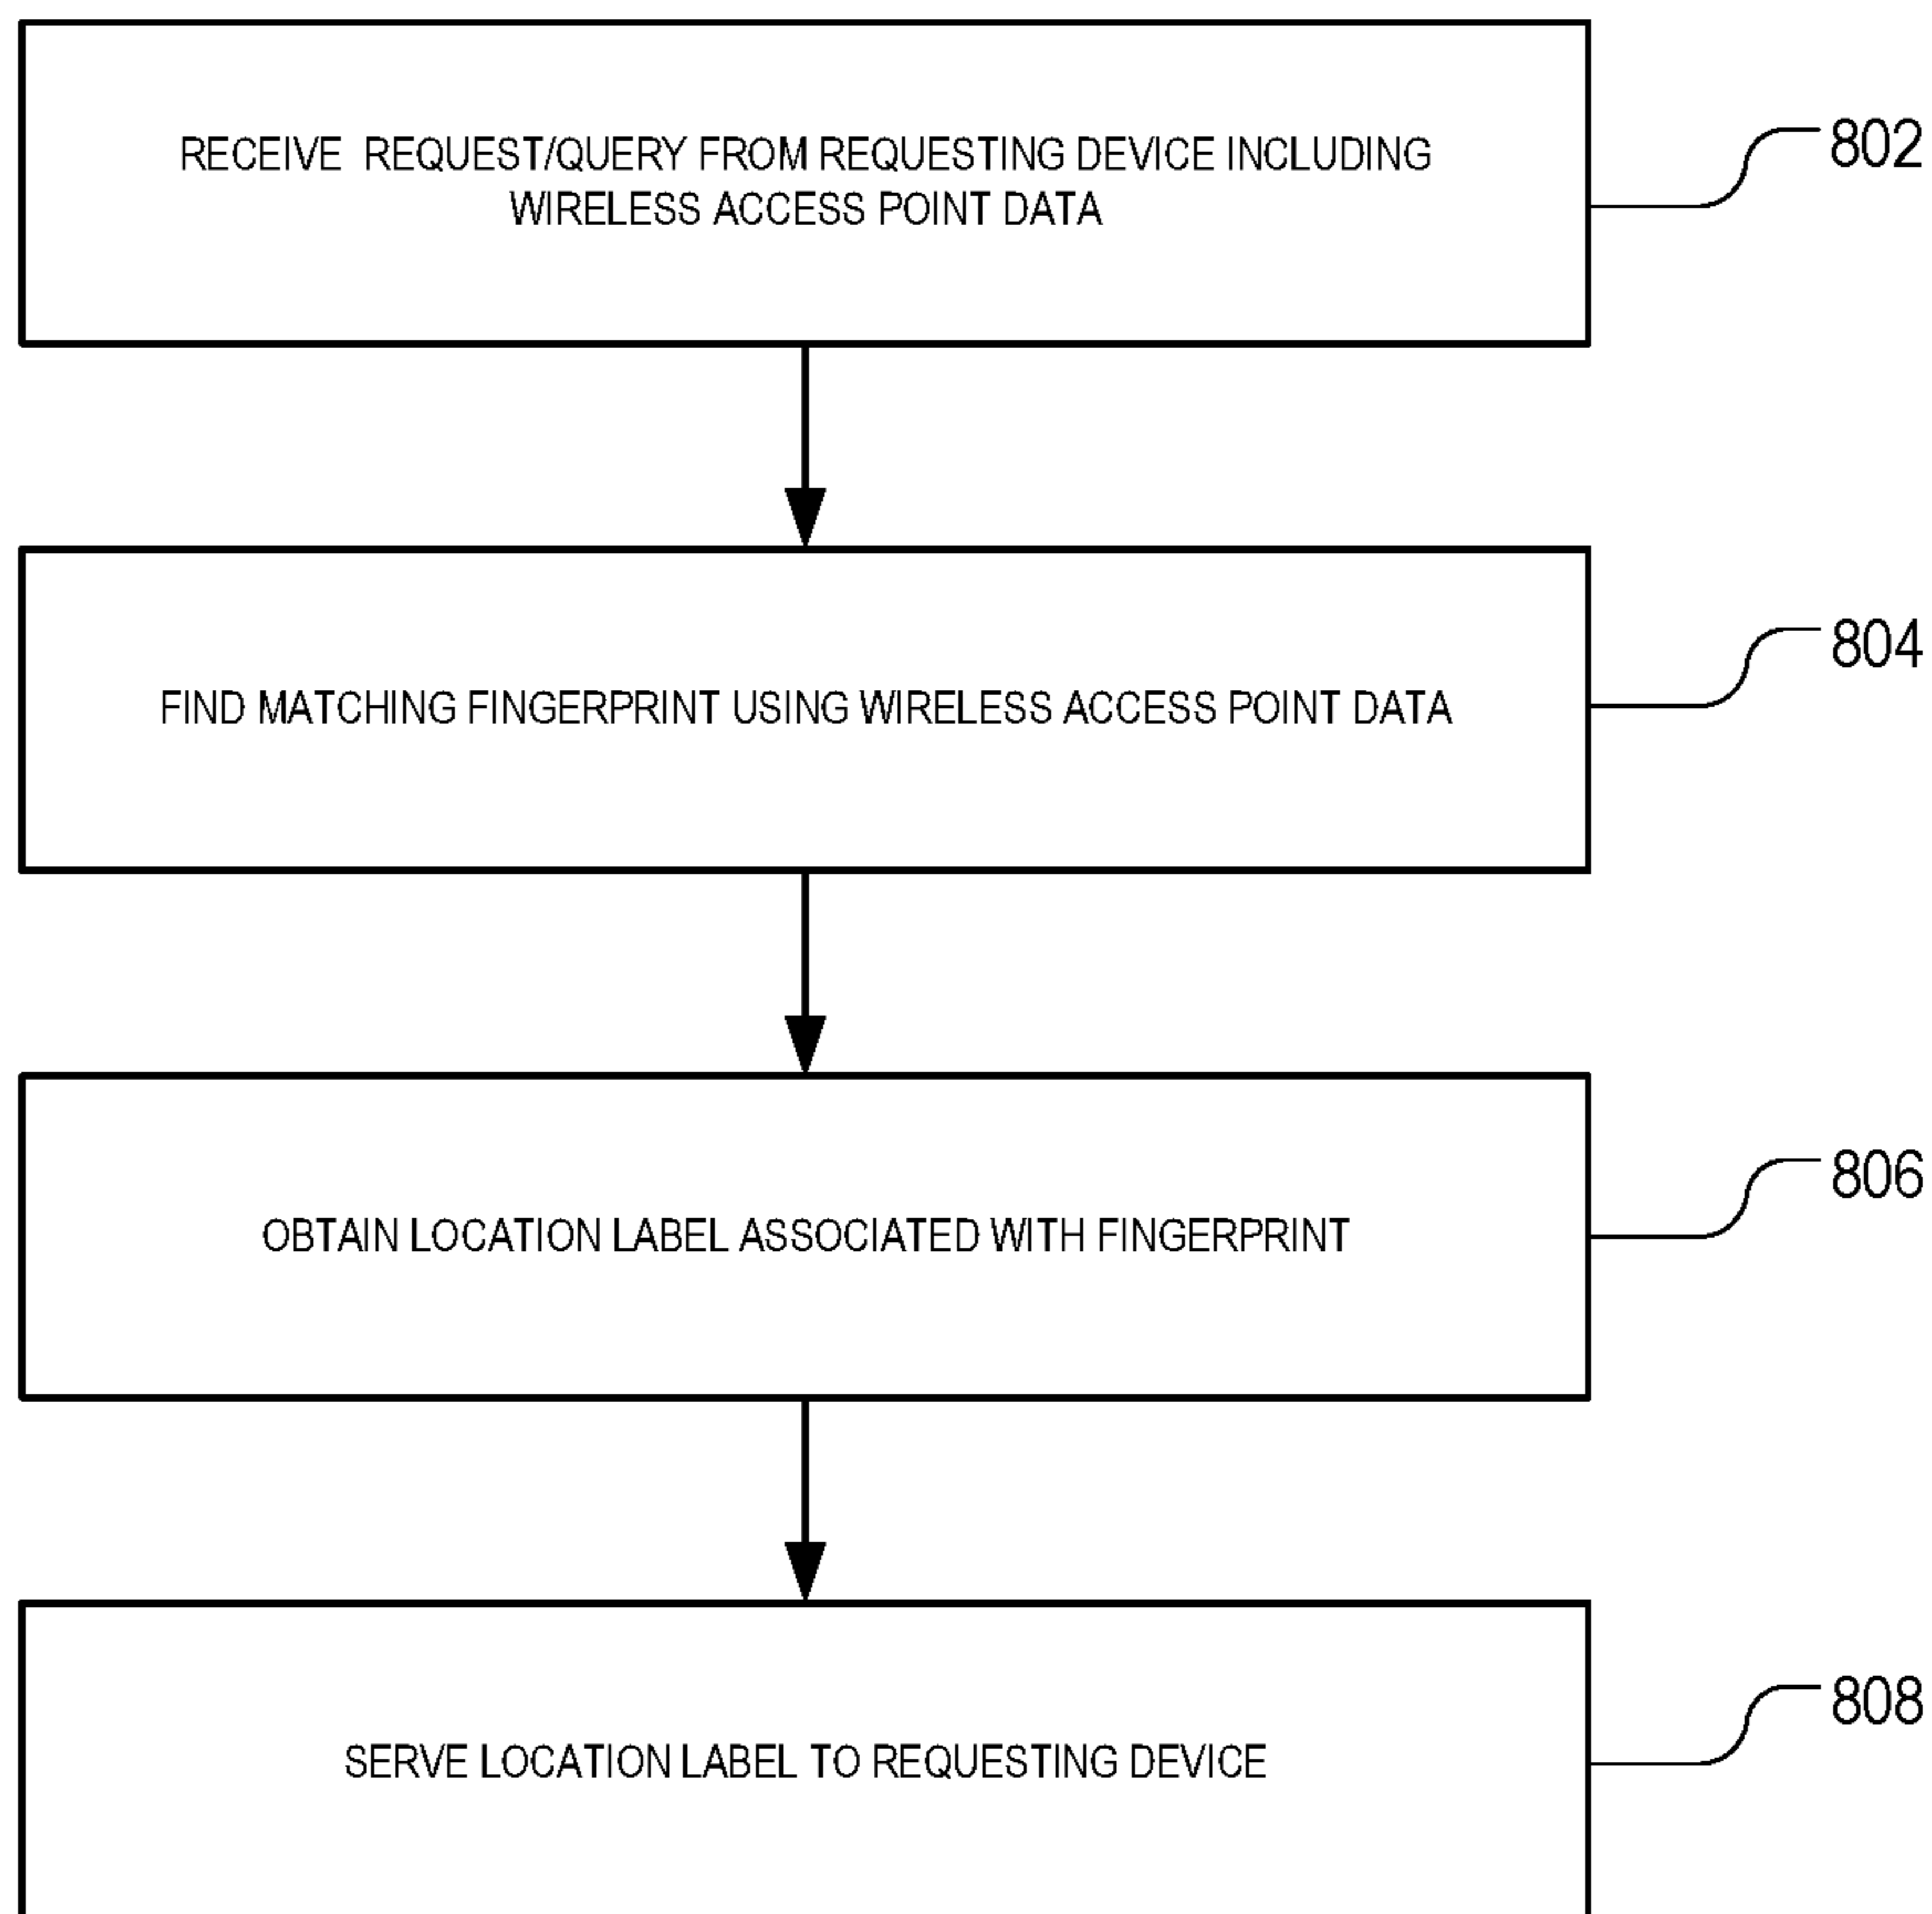 RECEIVE REQUEST/QUERY FROM REQUESTING DEVICE INCLUDING
WIRELESS ACCESS POINT DATA
802
FIND MATCHING FINGERPRINT USING WIRELESS ACCESS POINT DATA
804
OBTAIN LOCATION LABEL ASSOCIATED WITH FINGERPRINT
806
SERVE LOCATION LABEL TO REQUESTING DEVICE
808